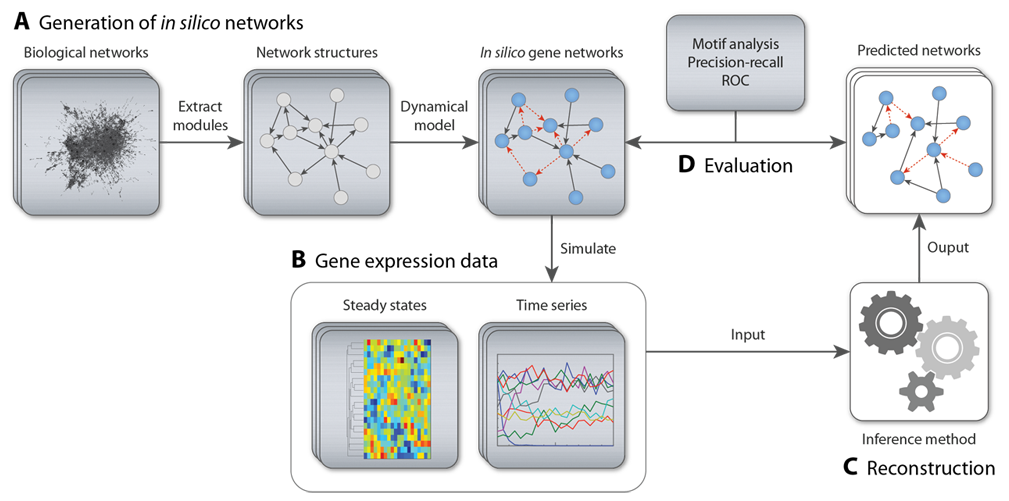 A Generation of in silico networks
Biological networks
Extract
modules
Network structures
Dynamical
model
In silico gene networks
Motif analysis
Precision-recall
ROC
D Evaluation
Predicted networks
Simulate
B Gene expression data
Steady states
Time series
Input
Ouput
Inference method
C Reconstruction